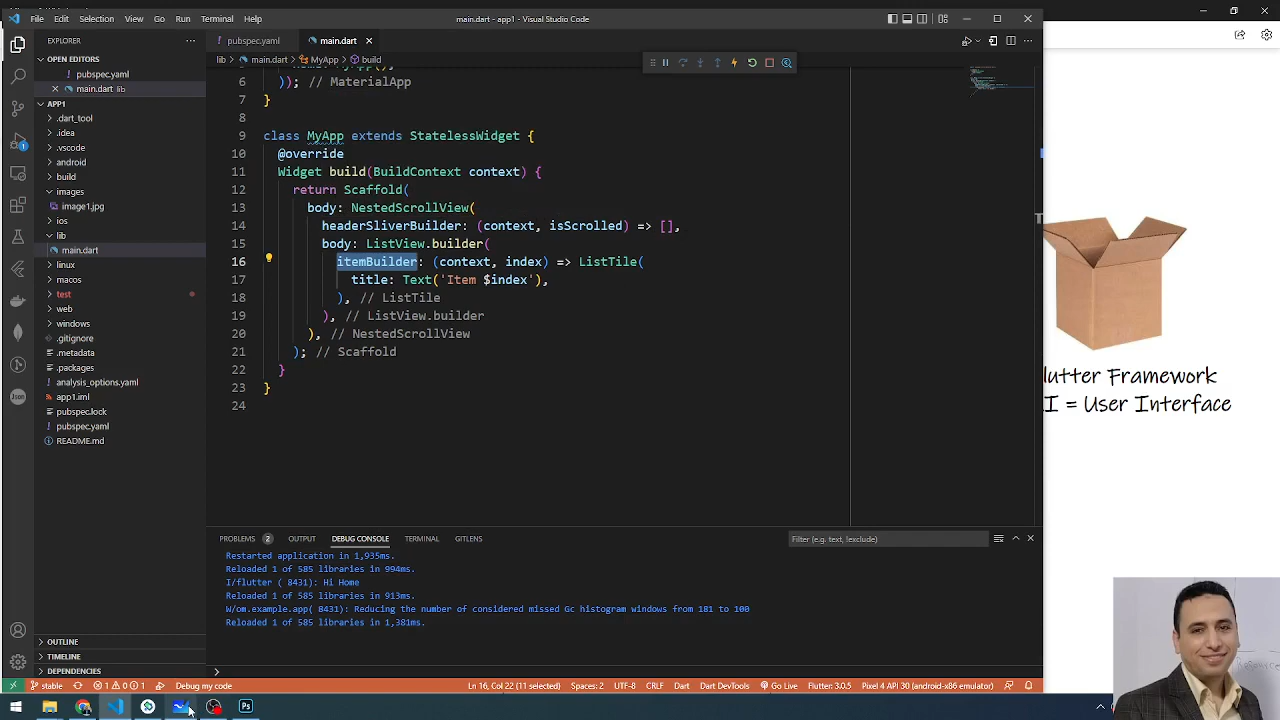 File Edit Selection View Go Run Terminal Help
main.dart - app1 - Visual Studio Code
EXPLORER
OPEN EDITORS
pubspec.yaml
main.dart lib
APP1
.dart_tool
.idea
.vscode
android
build
images
image1.jpg
ios
lib
main.dart
linux
macos
test
web
windows
.gitignore
.metadata
.packages
analysis_options.yaml
app1.iml
pubspec.lock
pubspec.yaml
README.md
OUTLINE
TIMELINE
DEPENDENCIES
pubspec.yaml main.dart
lib > main.dart > MyApp > build
6 )); // MaterialApp
7 }
8
9 class MyApp extends StatelessWidget {
10 @override
11 Widget build(BuildContext context) {
12 return Scaffold(
13 body: NestedScrollView(
14 headerSliverBuilder: (context, isScrolled) => [],
15 body: ListView.builder(
16 itemBuilder: (context, index) => ListTile(
17 title: Text('Item $index'),
18 ), // ListTile
19 ), // ListView.builder
20 ), // NestedScrollView
21 ); // Scaffold
22 }
23 }
24
PROBLEMS 2 OUTPUT DEBUG CONSOLE TERMINAL GITLENS
Filter (e.g. text, !exclude)
Restarted application in 1,935ms.
Reloaded 1 of 585 libraries in 994ms.
I/flutter ( 8431): Hi Home
Reloaded 1 of 585 libraries in 913ms.
W/om.example.app( 8431): Reducing the number of considered missed Gc histogram windows from 181 to 100
Reloaded 1 of 585 libraries in 1,381ms.
stable 1 0 1 Debug my code
Ln 16, Col 22 (11 selected) Spaces: 2 UTF-8 CRLF Dart Dart DevTools Go Live Flutter: 3.0.5 Pixel 4 API 30 (android-x86 emulator)
lutter Framework
I = User Interface